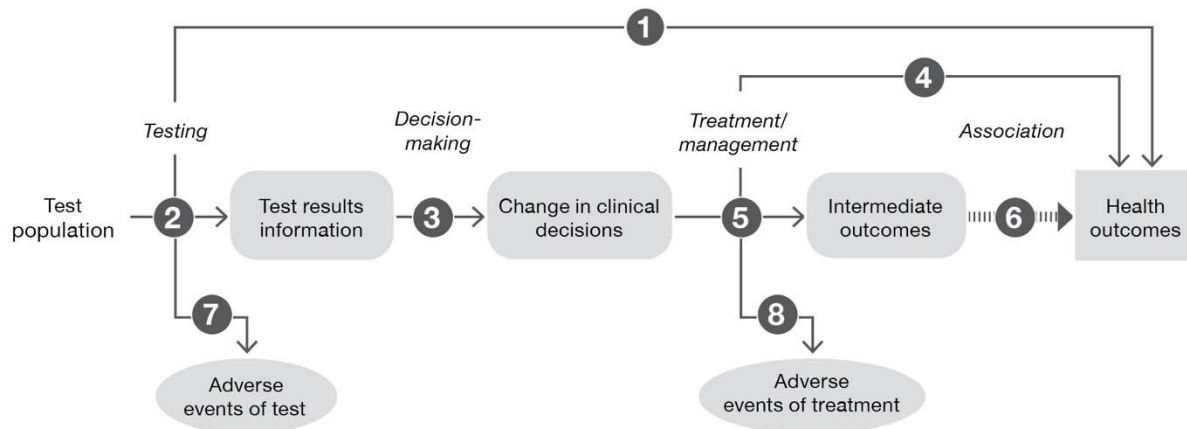 1
4
Testing
Decision-
making
Treatment/
management
Association
Test
population
2
Test results
information
3
Change in clinical
decisions
5
Intermediate
outcomes
6
Health
outcomes
7
8
Adverse
events of test
Adverse
events of treatment